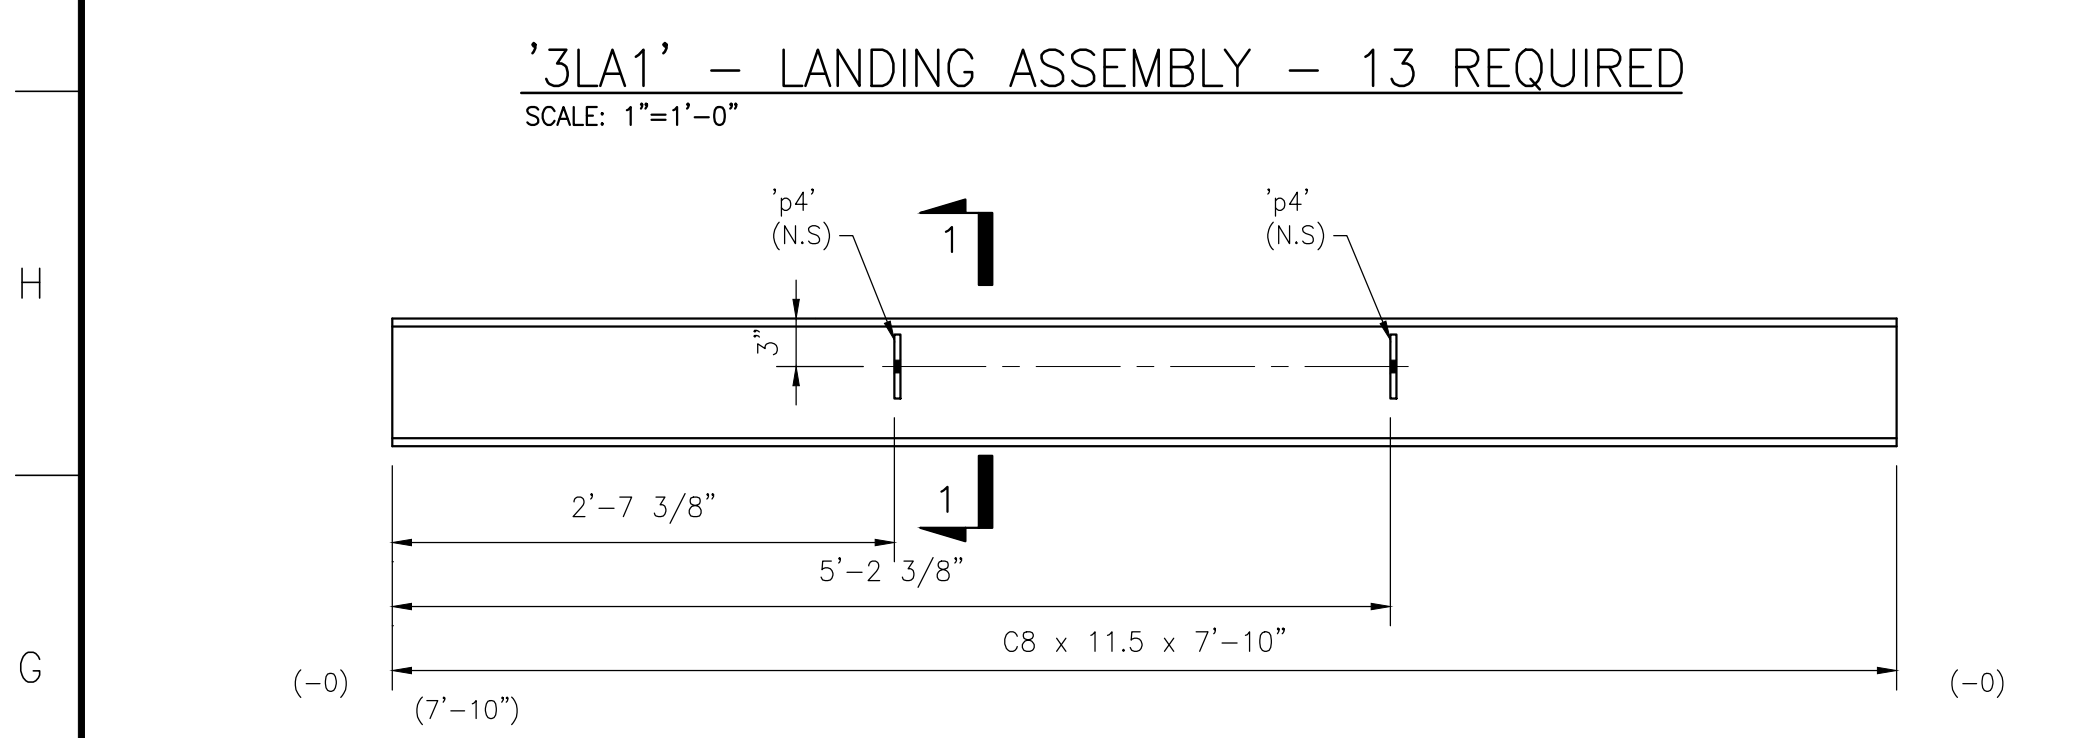 '3LA1' – LANDING ASSEMBLY – 13 REQUIRED
SCALE: 1"=1'-0"
'p4'
(N.S)
1
'p4'
(N.S)
H
3"
2'-7 3/8"
1
5'-2 3/8"
C8 x 11.5 x 7'-10"
G
(-0)
(7'-10")
(-0)